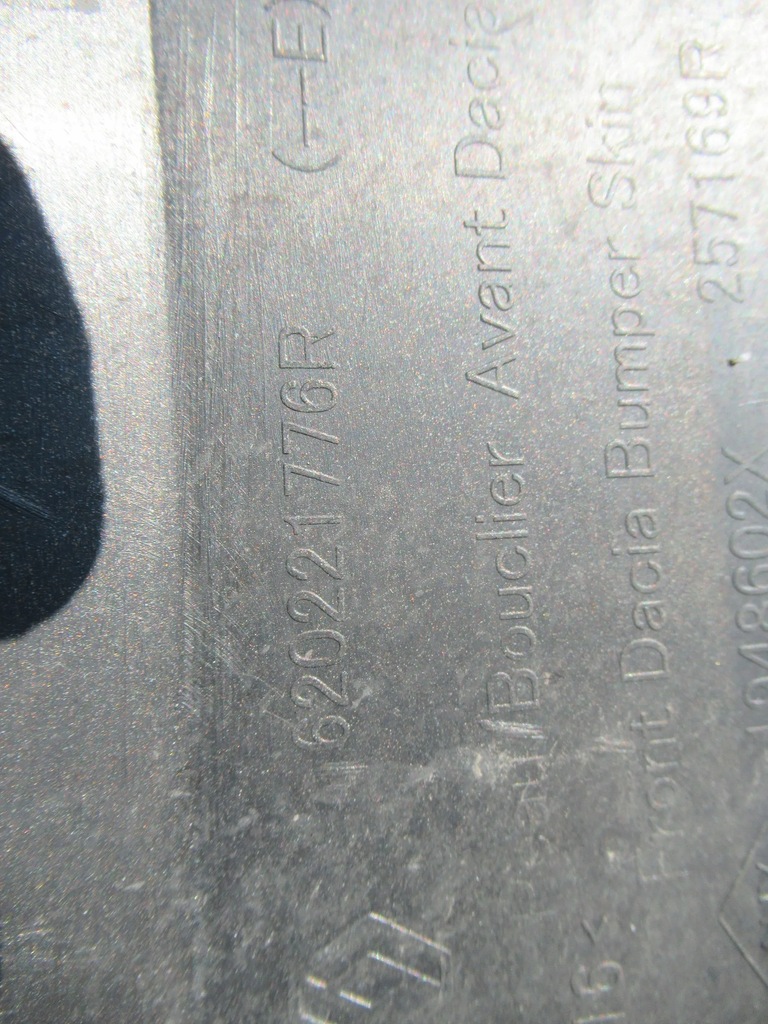 620221776R (--E)
/Bouclier Avant Dacia
Front Dacia Bumper Skin
257169R